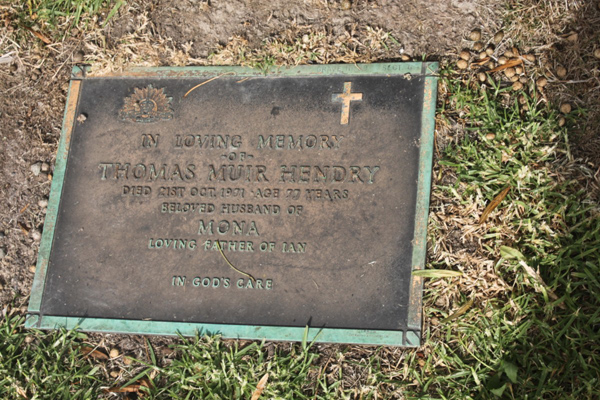 IN LOVING MEMORY
-OF-
THOMAS MUIR HENDRY
DIED 21ST OCT. 1971 - AGE 77 YEARS
BELOVED HUSBAND OF
MONA
LOVING FATHER OF IAN
IN GOD'S CARE